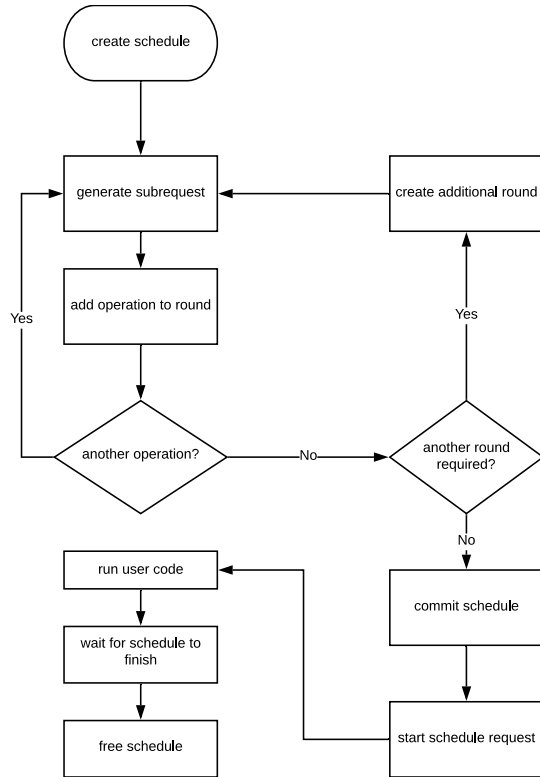 create schedule
generate subrequest
create additional round
add operation to round
Yes
Yes
another operation?
No
another round
required?
No
run user code
commit schedule
wait for schedule to
finish
free schedule
start schedule request